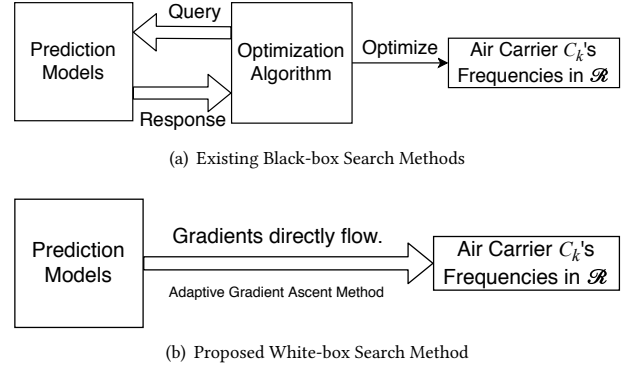 Query
Prediction
Models
Optimization
Algorithm
Optimize
Air Carrier Cₖ's
Frequencies in ℛ
Response
(a) Existing Black-box Search Methods
Prediction
Models
Gradients directly flow.
Adaptive Gradient Ascent Method
Air Carrier Cₖ's
Frequencies in ℛ
(b) Proposed White-box Search Method